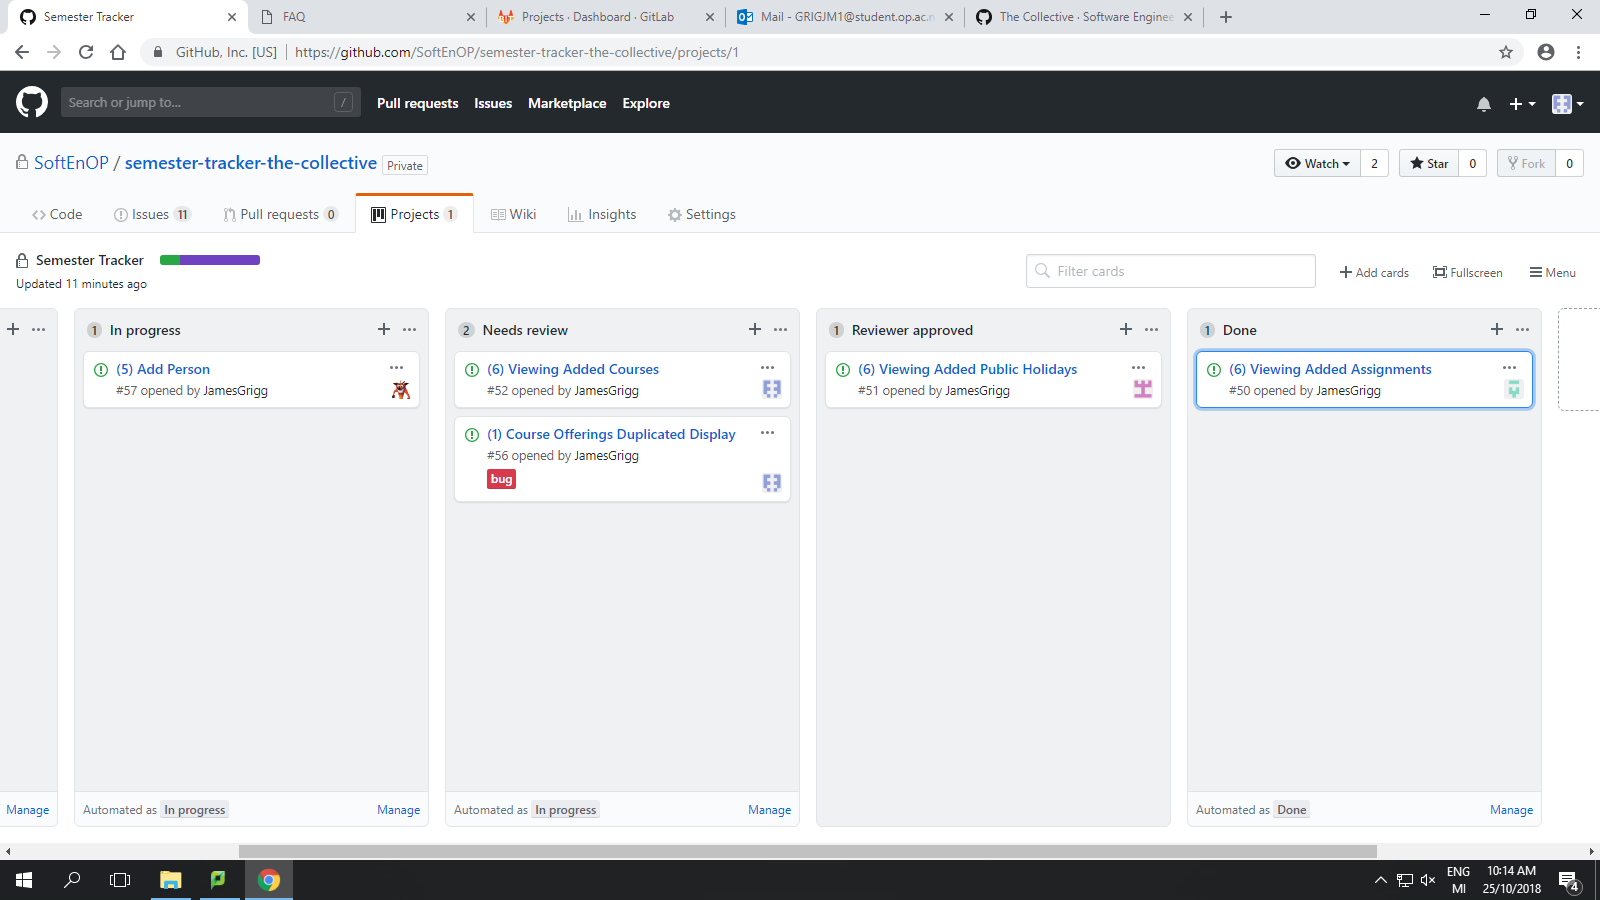 Semester Tracker
FAQ
Projects · Dashboard · GitLab
Mail - GRIGJM1@student.op.ac.n
The Collective · Software Enginee
GitHub, Inc. [US]
https://github.com/SoftEnOP/semester-tracker-the-collective/projects/1
Search or jump to...
/
Pull requests
Issues
Marketplace
Explore
SoftEnOP / semester-tracker-the-collective
Private
Watch
2
Star
0
Fork
0
Code
Issues 11
Pull requests 0
Projects 1
Wiki
Insights
Settings
Semester Tracker
Updated 11 minutes ago
Filter cards
Add cards
Fullscreen
Menu
Manage
1 In progress
(5) Add Person
#57 opened by JamesGrigg
Automated as In progress
Manage
2 Needs review
(6) Viewing Added Courses
#52 opened by JamesGrigg
(1) Course Offerings Duplicated Display
#56 opened by JamesGrigg
bug
Automated as In progress
Manage
1 Reviewer approved
(6) Viewing Added Public Holidays
#51 opened by JamesGrigg
1 Done
(6) Viewing Added Assignments
#50 opened by JamesGrigg
Automated as Done
Manage
ENG
MI
10:14 AM
25/10/2018
4